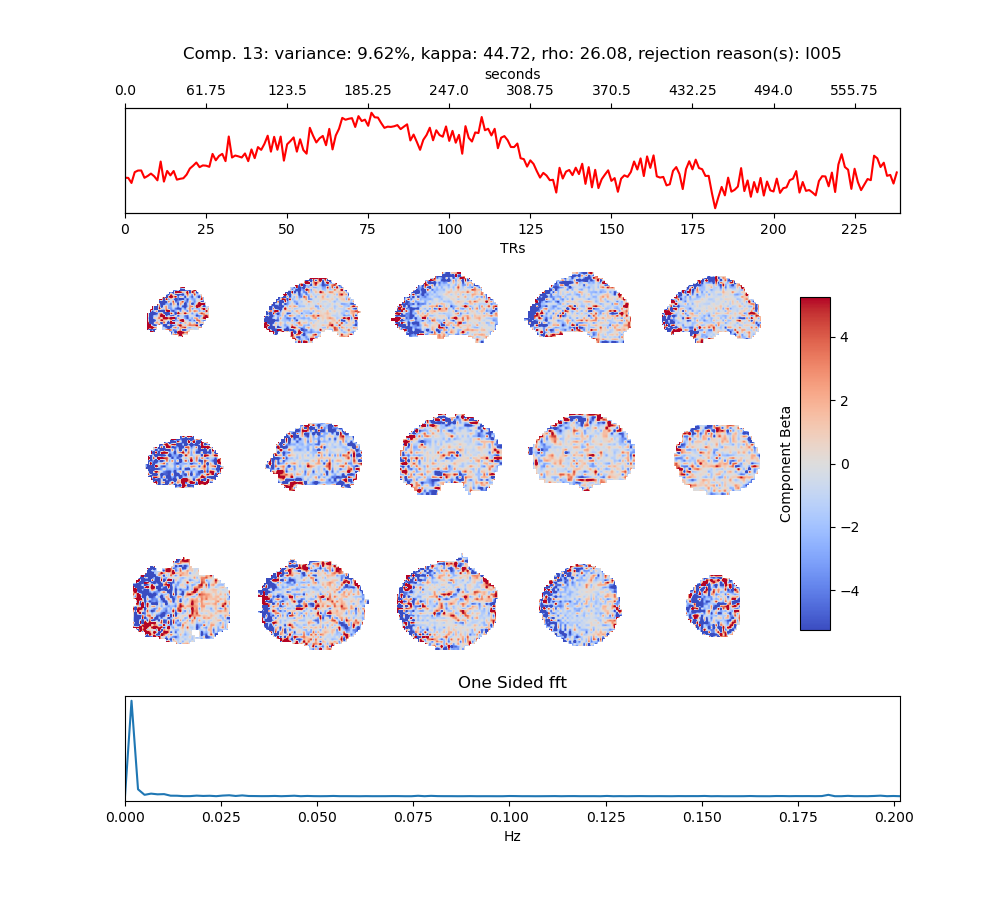 Comp. 13: variance: 9.62%, kappa: 44.72, rho: 26.08, rejection reason(s): I005
seconds
0.0 61.75 123.5 185.25 247.0 308.75 370.5 432.25 494.0 555.75
0 25 50 75 100 125 150 175 200 225
TRs
4
2
0
−2
−4
Component Beta
One Sided fft
0.000 0.025 0.050 0.075 0.100 0.125 0.150 0.175 0.200
Hz